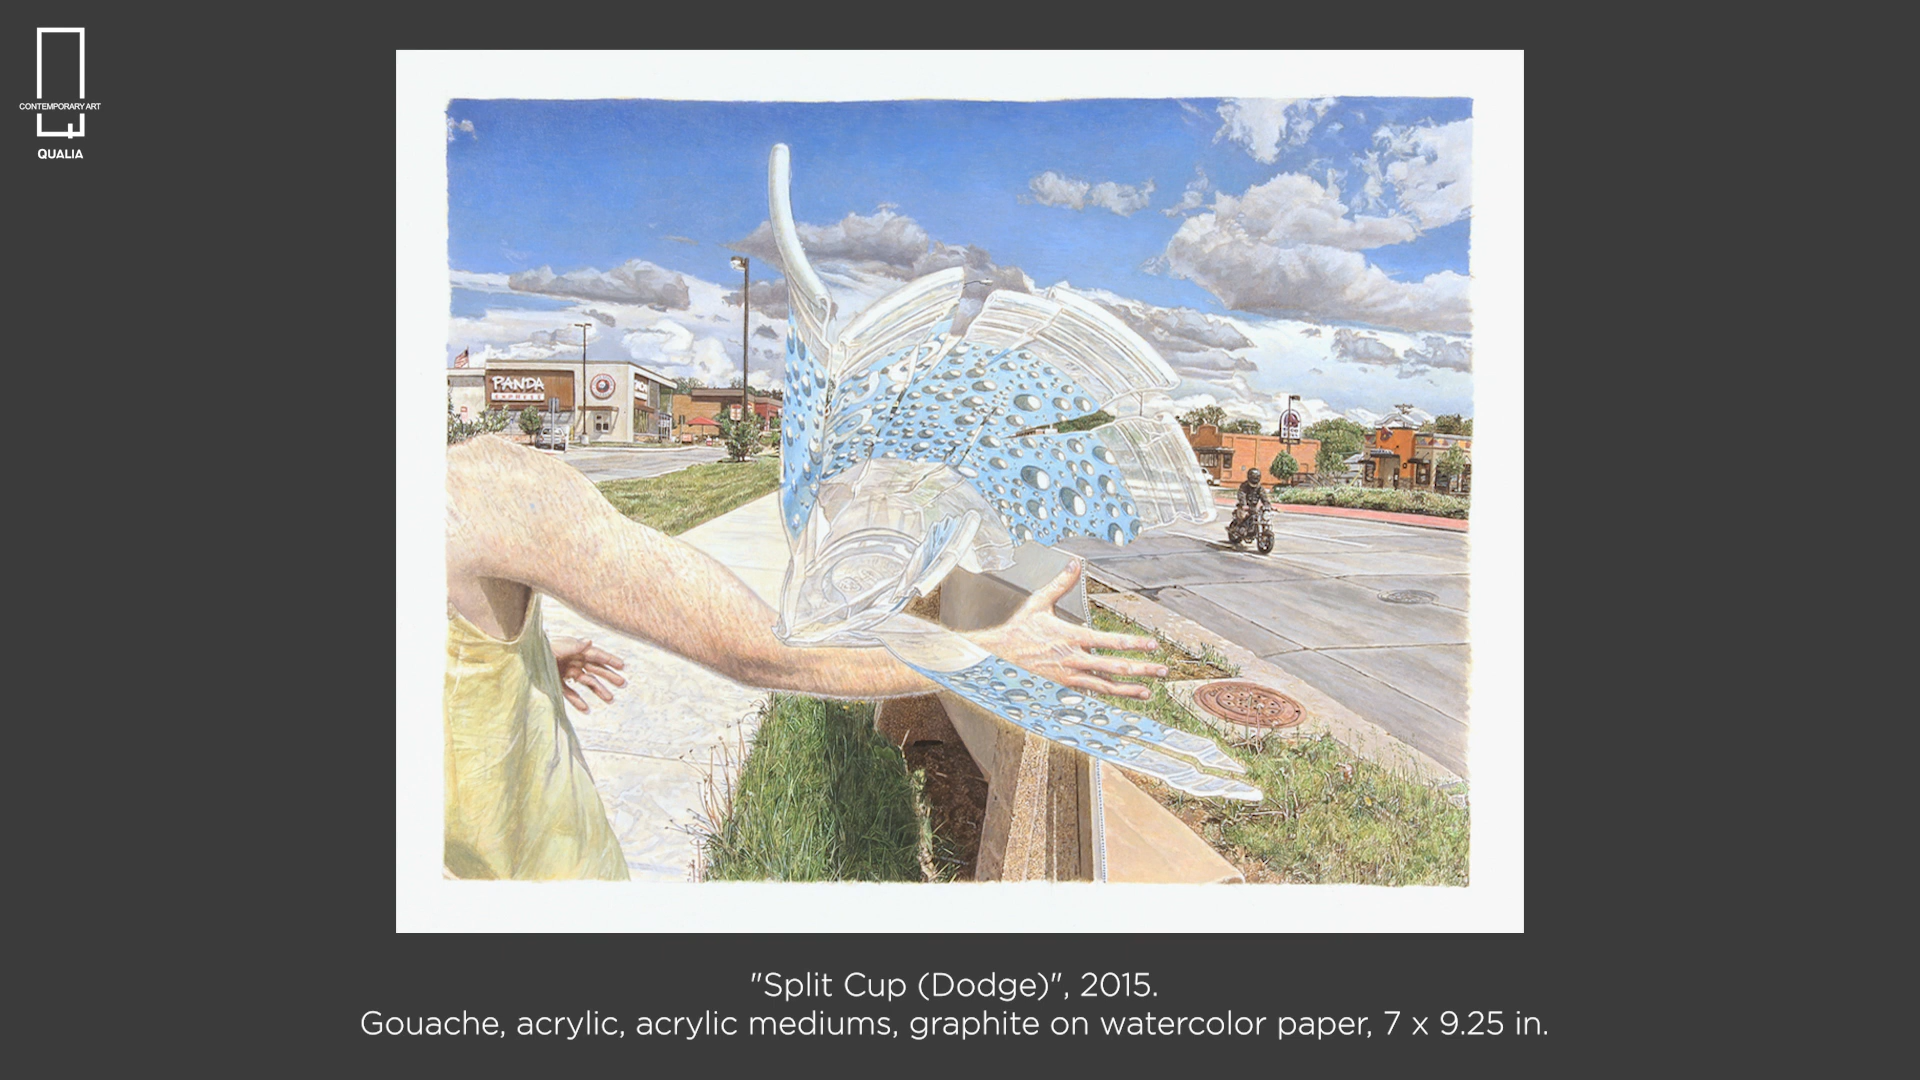 CONTEMPORARY ART
QUALIA
PANDA
EXPRESS
"Split Cup (Dodge)", 2015.
Gouache, acrylic, acrylic mediums, graphite on watercolor paper, 7 x 9.25 in.